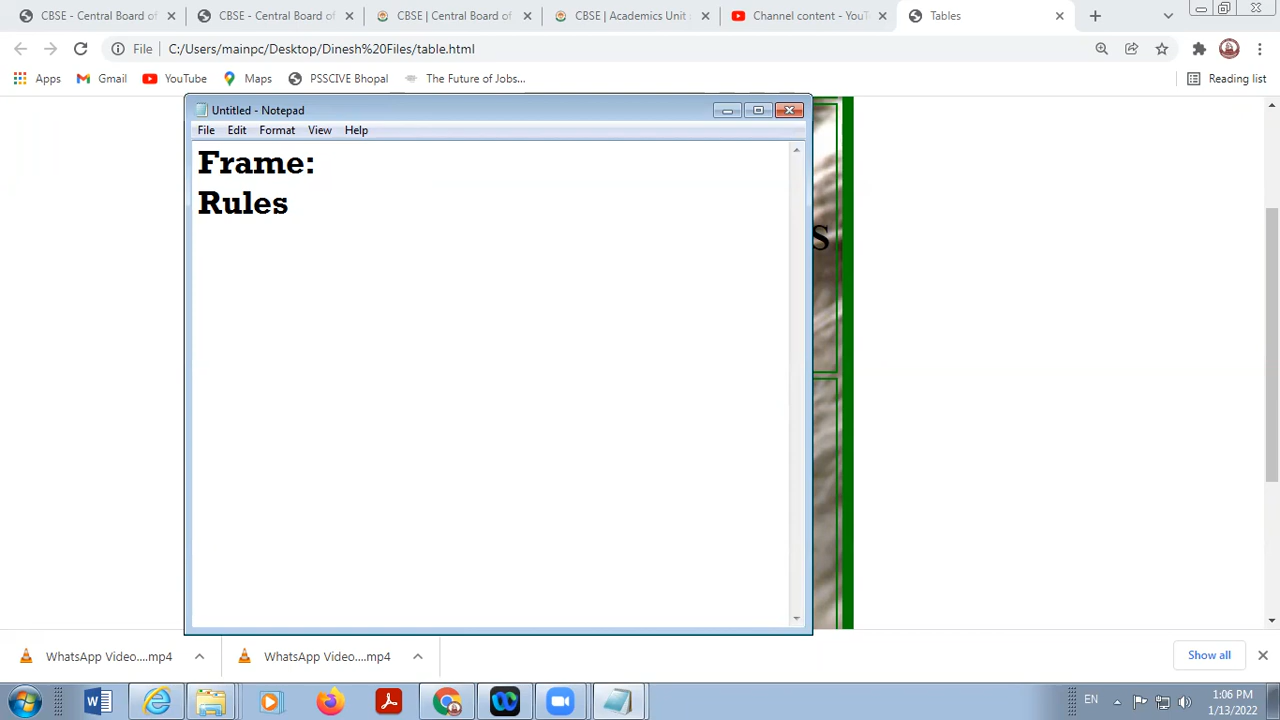 CBSE - Central Board of
CBSE - Central Board of
CBSE | Central Board of
CBSE | Academics Unit
Channel content - YouT
Tables
File
C:/Users/mainpc/Desktop/Dinesh%20Files/table.html
Apps
Gmail
YouTube
Maps
PSSCIVE Bhopal
The Future of Jobs...
Reading list
Untitled - Notepad
File Edit Format View Help
Frame:
Rules
s
WhatsApp Video....mp4
WhatsApp Video....mp4
Show all
EN
1:06 PM
1/13/2022